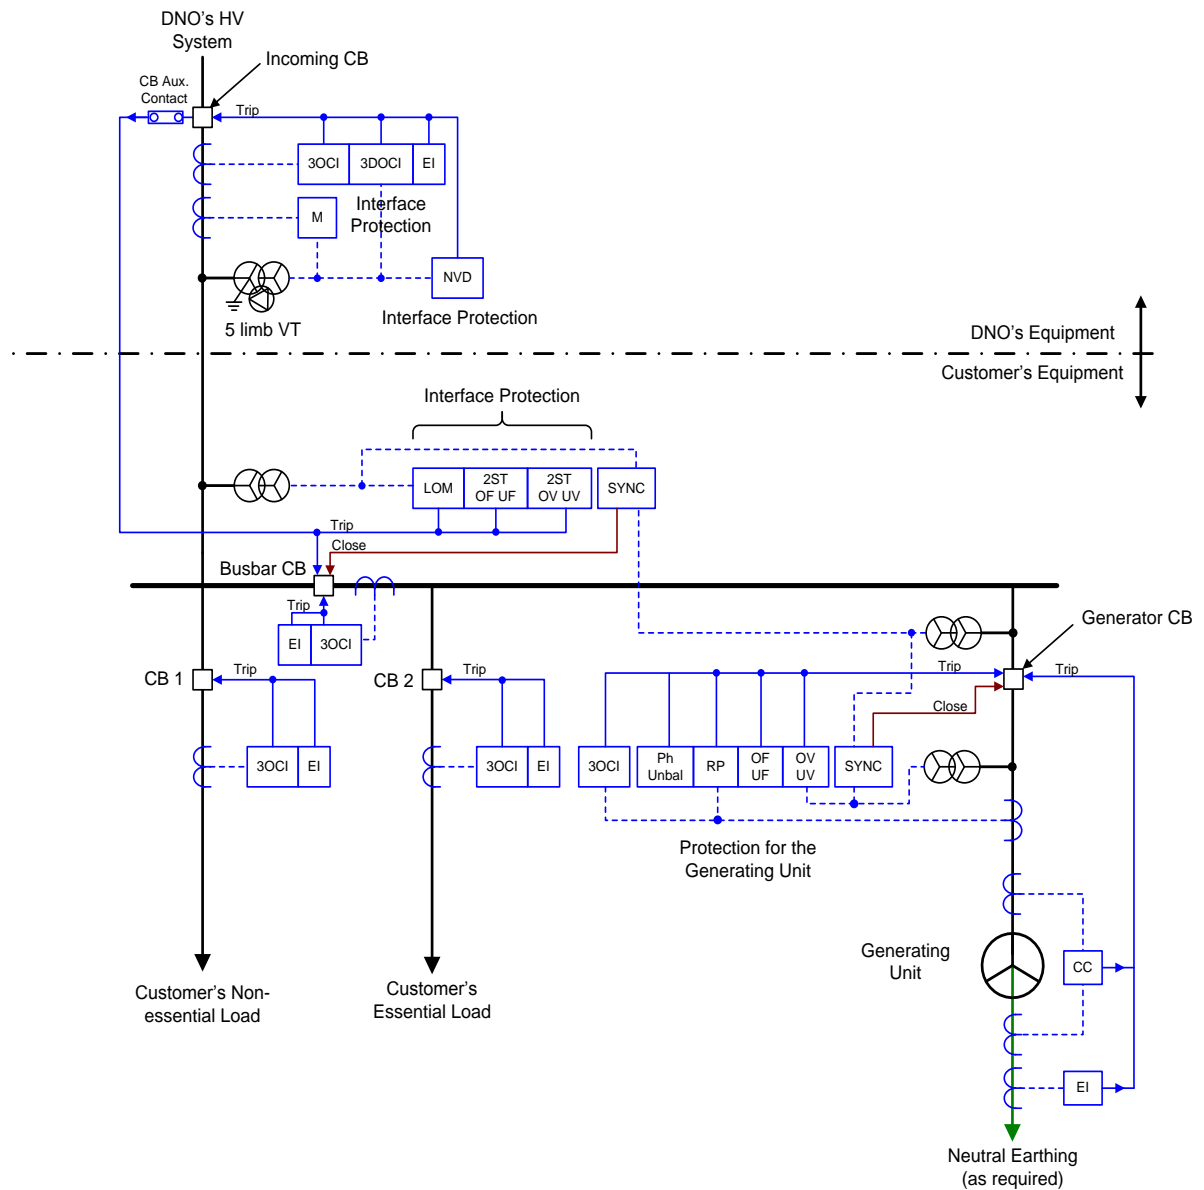 DNO's HV
System
Incoming CB
CB Aux.
Contact
Trip
3OCI
3DOCI
EI
Interface
Protection
M
NVD
Interface Protection
5 limb VT
DNO's Equipment
Customer's Equipment
Interface Protection
LOM
2ST
OF UF
2ST
OV UV
SYNC
Trip
Close
Busbar CB
Trip
EI
3OCI
Generator CB
CB 1
Trip
CB 2
Trip
Trip
Trip
Close
3OCI
EI
3OCI
EI
3OCI
Ph
Unbal
RP
OF
UF
OV
UV
SYNC
Protection for the
Generating Unit
Generating
Unit
CC
Customer's Non-
essential Load
Customer's
Essential Load
EI
Neutral Earthing
(as required)